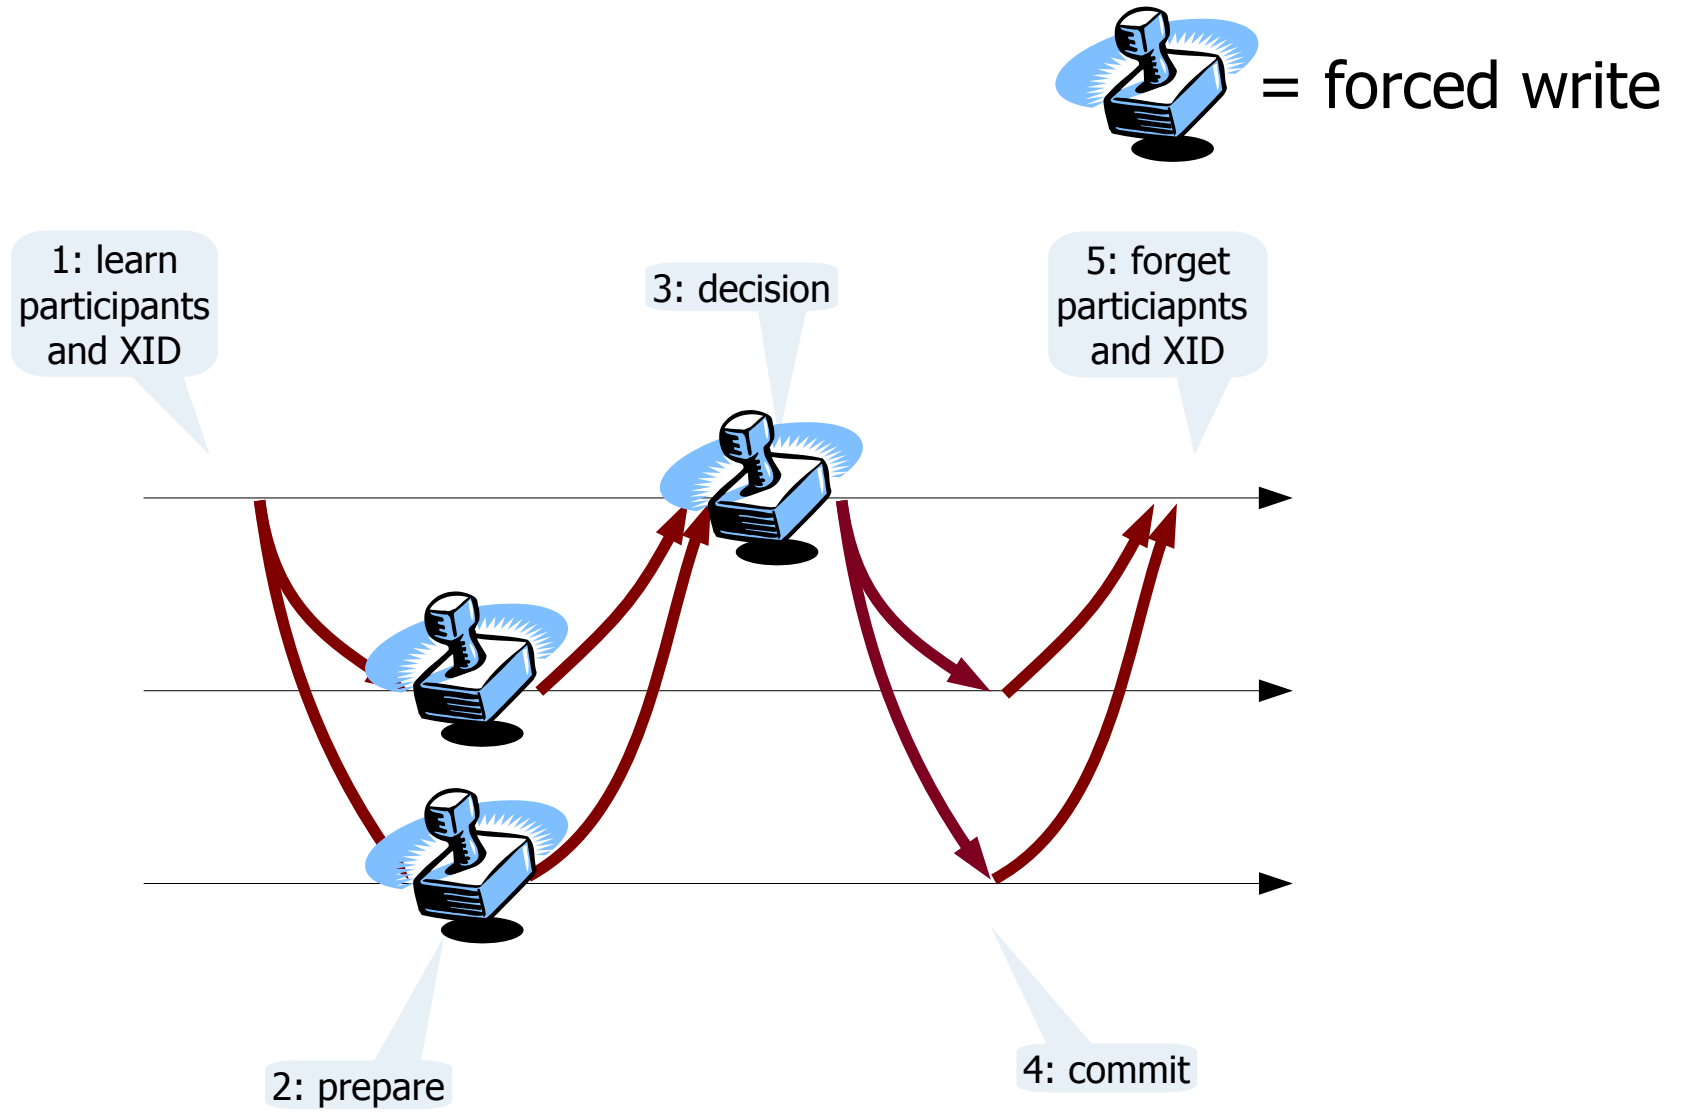 = forced write
1: learn
participants
and XID
3: decision
5: forget
particiapnts
and XID
2: prepare
4: commit